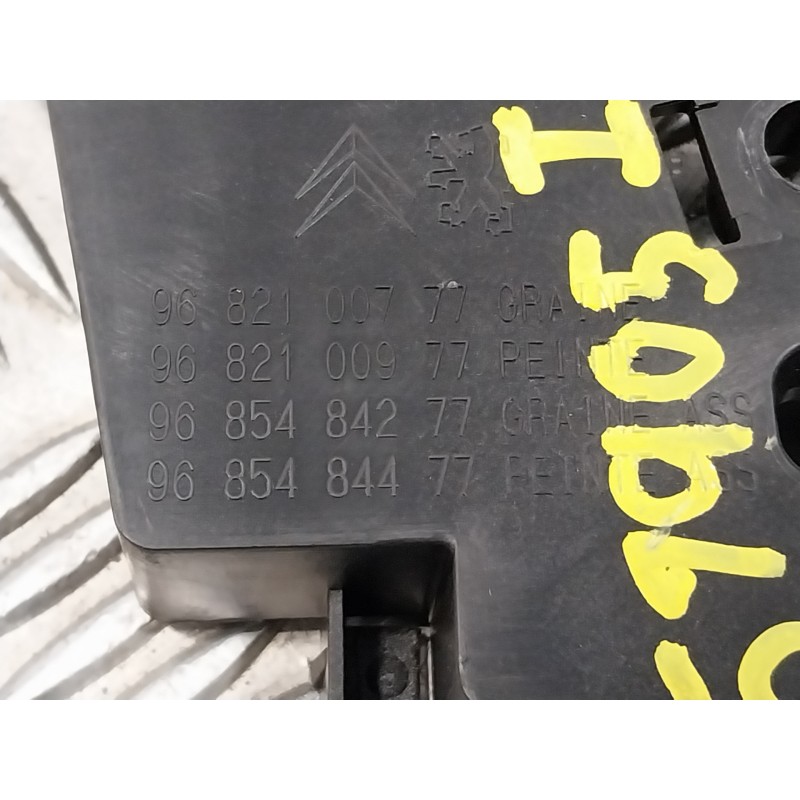 96 821 007 77 GRAINE
96 821 009 77 PEINTE
96 854 842 77 GRAINE ASS
96 854 844 77 PEINTE ASS